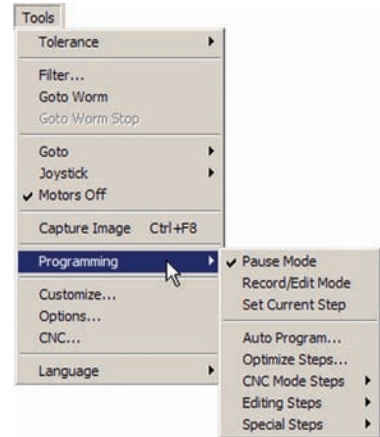 Tools
Tolerance
Filter...
Goto Worm
Goto Worm Stop
Goto
Joystick
Motors Off
Capture Image Ctrl+F8
Programming
Customize...
Options...
CNC...
Language
Pause Mode
Record/Edit Mode
Set Current Step
Auto Program...
Optimize Steps...
CNC Mode Steps
Editing Steps
Special Steps